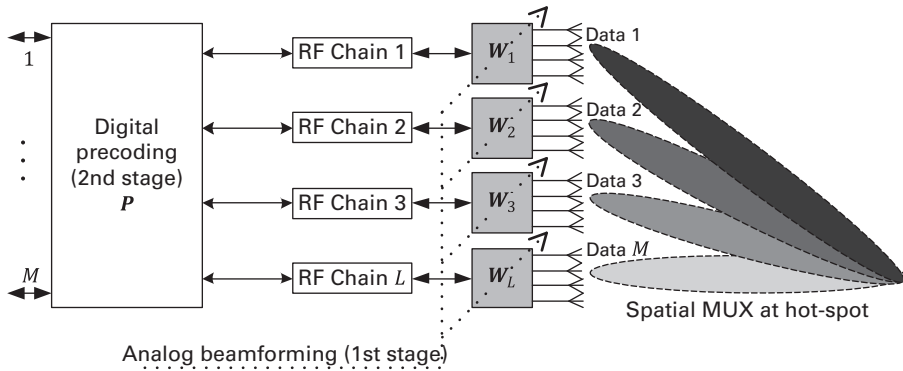 1
⋮
M
Digital
precoding
(2nd stage)
P
RF Chain 1
RF Chain 2
RF Chain 3
RF Chain L
W₁
W₂
W₃
W_L
Data 1
Data 2
Data 3
Data M
Spatial MUX at hot-spot
Analog beamforming (1st stage)